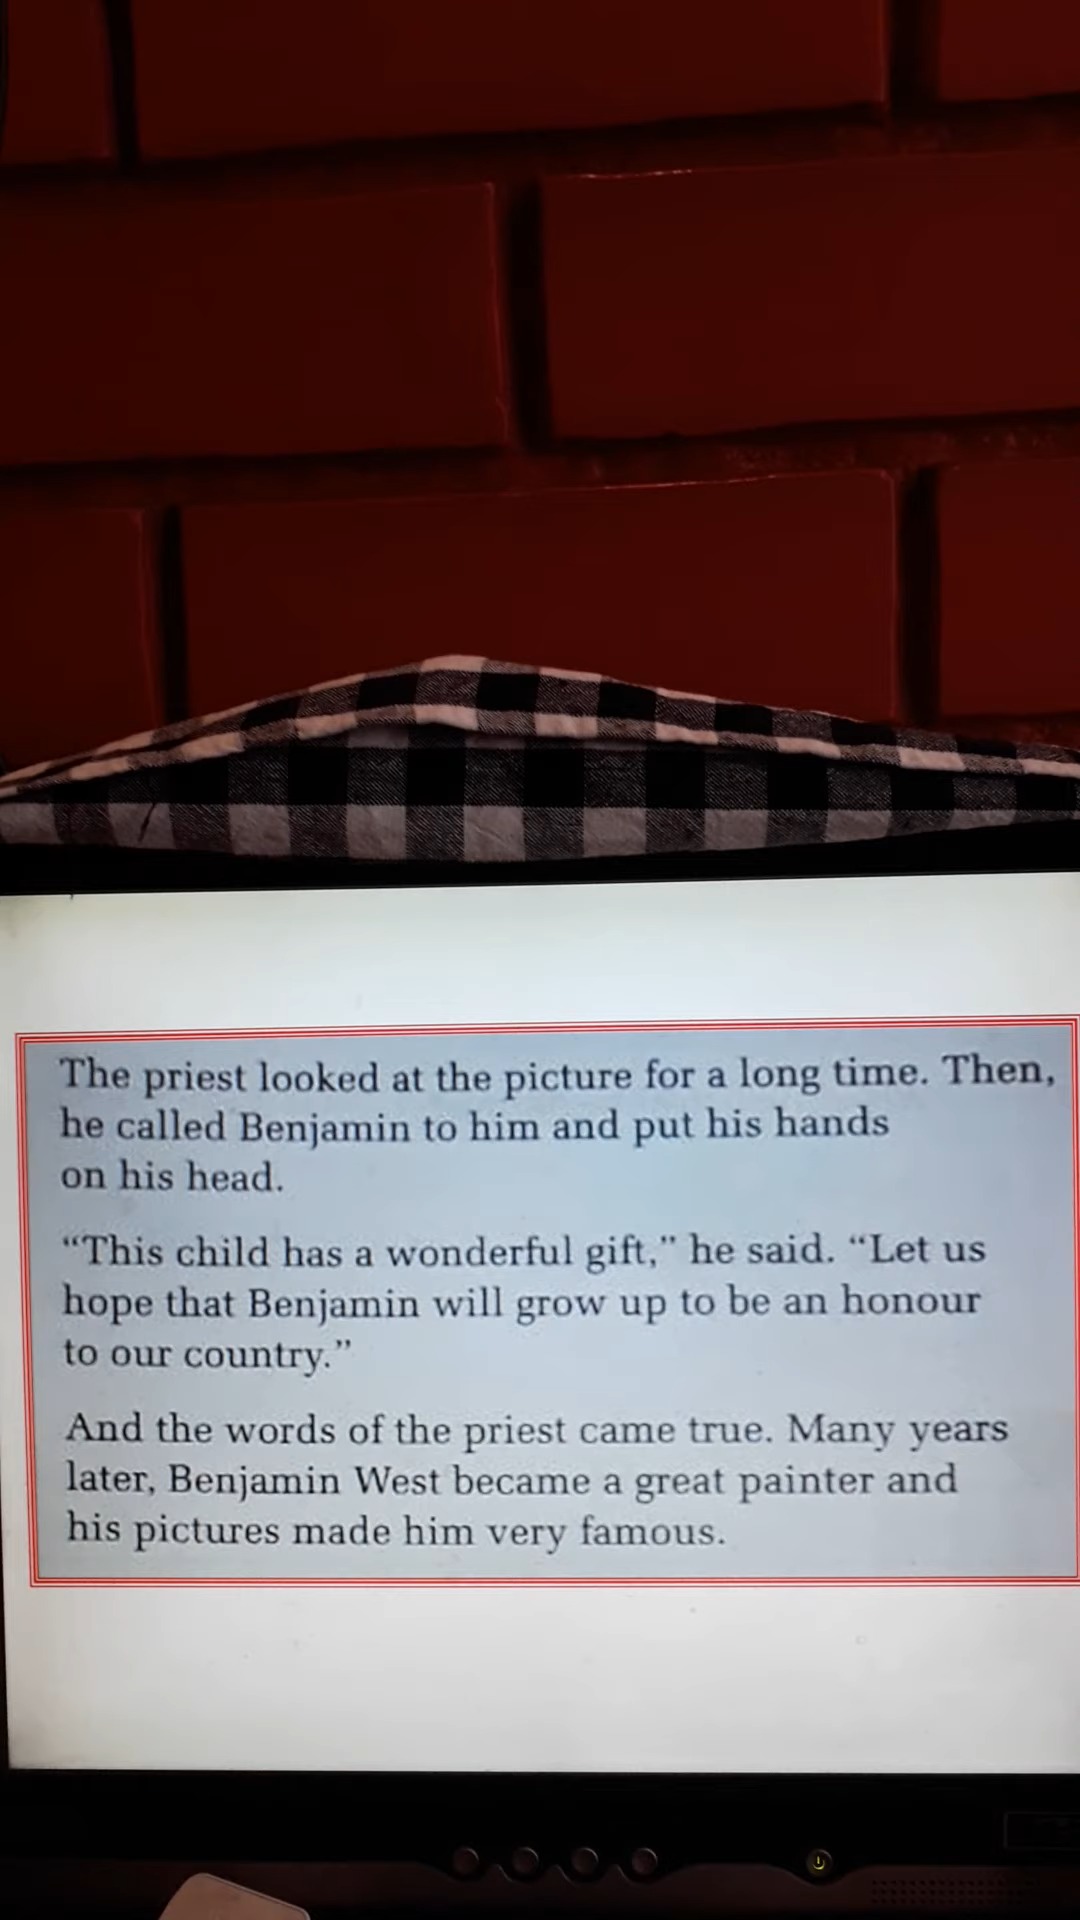 The priest looked at the picture for a long time. Then,
he called Benjamin to him and put his hands
on his head.
“This child has a wonderful gift,” he said. “Let us
hope that Benjamin will grow up to be an honour
to our country.”
And the words of the priest came true. Many years
later, Benjamin West became a great painter and
his pictures made him very famous.